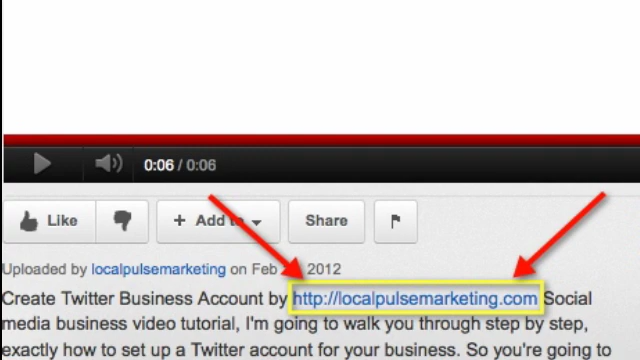 0:06 / 0:06
Like
+ Add to
Share
Uploaded by localpulsemarketing on Feb 2012
Create Twitter Business Account by http://localpulsemarketing.com Social
media business video tutorial, I'm going to walk you through step by step,
exactly how to set up a Twitter account for your business. So you're going to